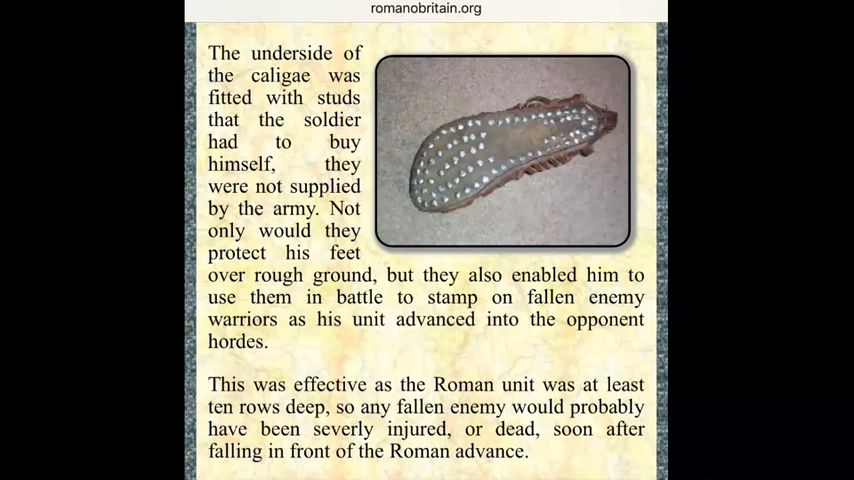 romanobritain.org
The underside of
the caligae was
fitted with studs
that the soldier
had to buy
himself, they
were not supplied
by the army. Not
only would they
protect his feet
over rough ground, but they also enabled him to
use them in battle to stamp on fallen enemy
warriors as his unit advanced into the opponent
hordes.
This was effective as the Roman unit was at least
ten rows deep, so any fallen enemy would probably
have been severly injured, or dead, soon after
falling in front of the Roman advance.